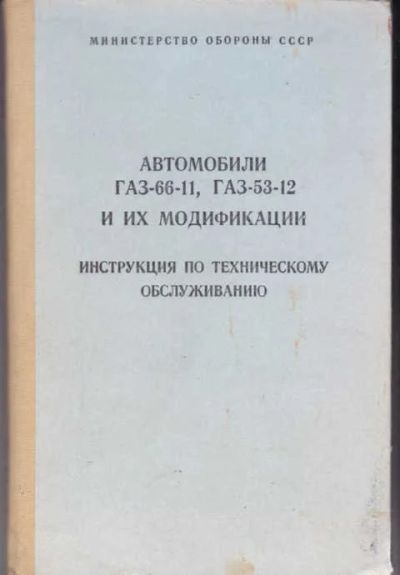 МИНИСТЕРСТВО ОБОРОНЫ СССР
АВТОМОБИЛИ
ГАЗ-66-11, ГАЗ-53-12
И ИХ МОДИФИКАЦИИ
ИНСТРУКЦИЯ ПО ТЕХНИЧЕСКОМУ
ОБСЛУЖИВАНИЮ